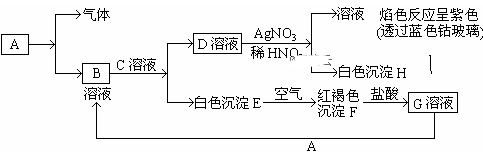 气体
溶液
焰色反应呈紫色
(透过蓝色钴玻璃)
A
AgNO3
D 溶液
稀 HNO
B
C 溶液
白色沉淀 H
溶液
白色沉淀 E
空气
红褐色
沉淀 F
盐酸
G 溶液
A